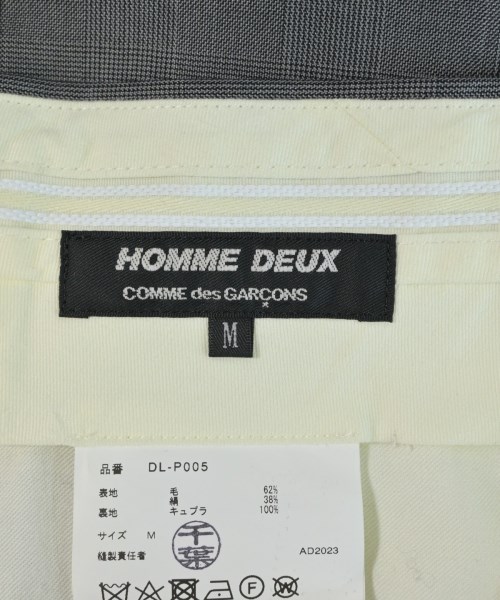 HOMME DEUX
COMME des GARÇONS
M
品番 DL-P005
表地 毛 62%
絹 38%
裏地 キュプラ 100%
サイズ M
縫製責任者 千葉 AD2023